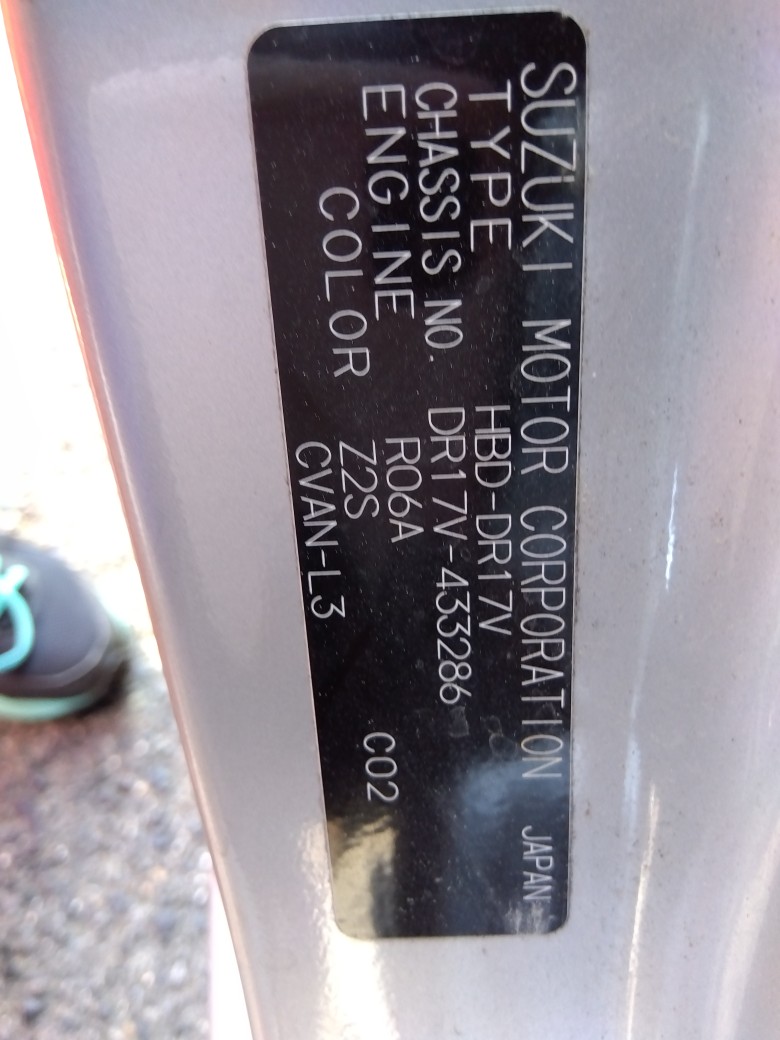 SUZUKI MOTOR CORPORATION JAPAN
TYPE HBD-DR17V
CHASSIS NO. DR17V-433286
ENGINE R06A
COLOR Z2S C02
CVAN-L3